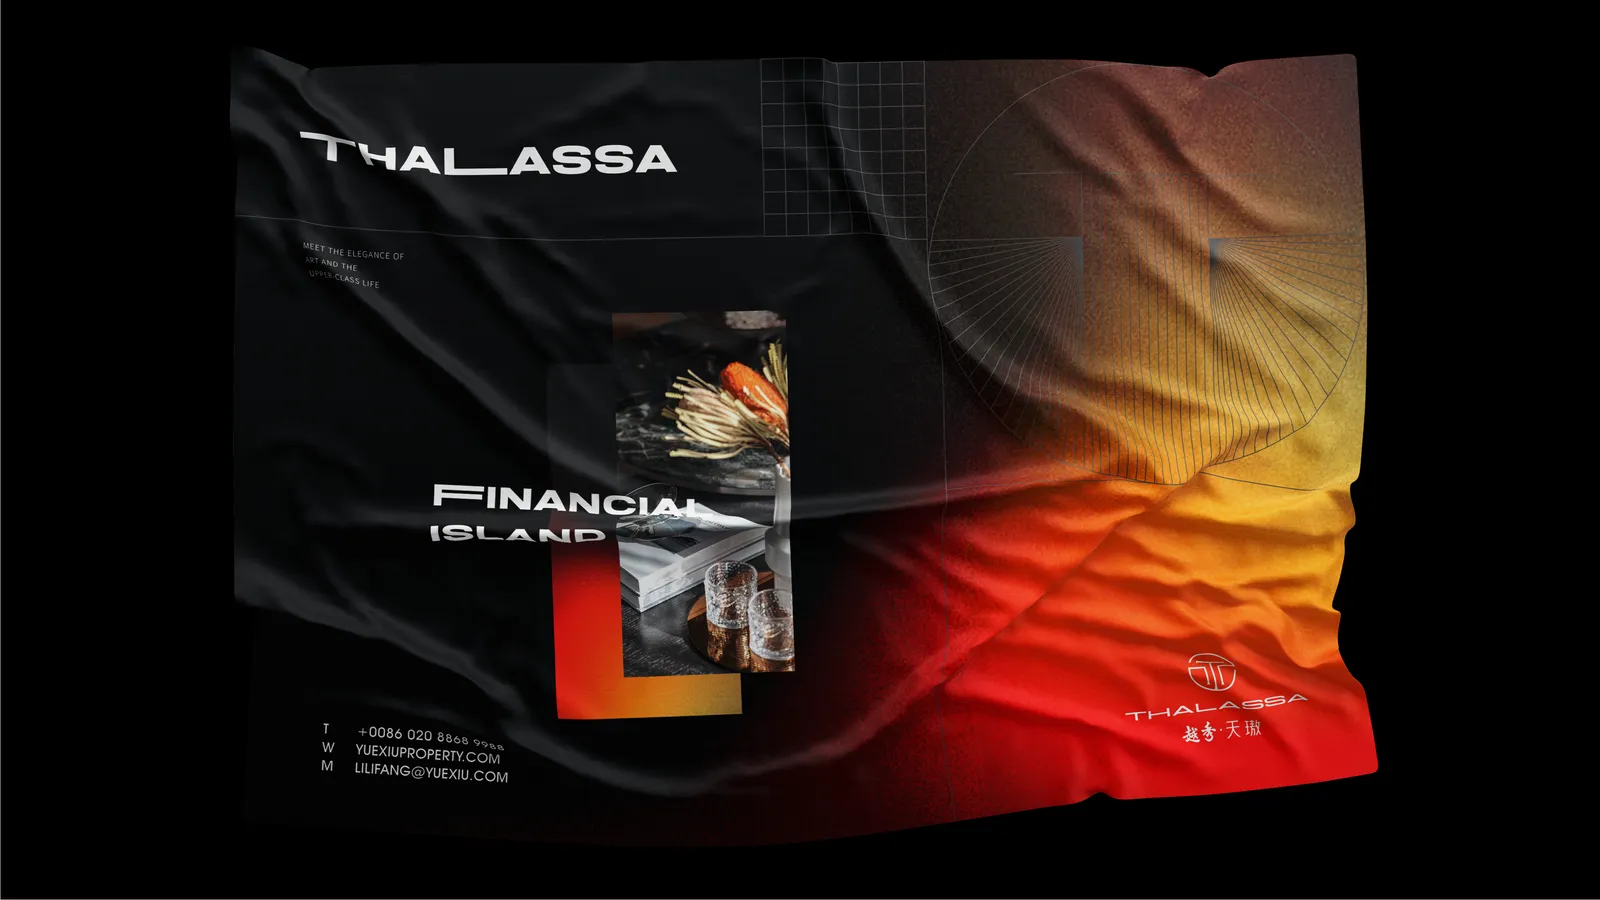 THALASSA
MEET THE ELEGANCE OF
ART AND THE
UPPER-CLASS LIFE
FINANCIAL
ISLAND
T +0086 020 8868 9988
W YUEXIUPROPERTY.COM
M LILIFANG@YUEXIU.COM
THALASSA
越秀·天璈